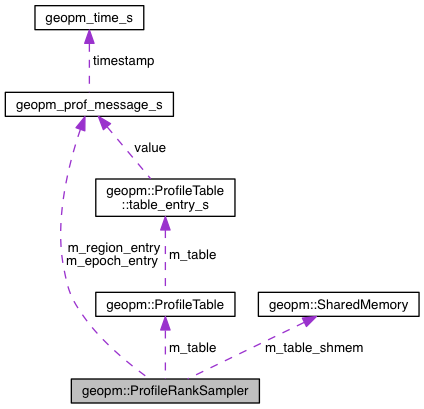 geopm_time_s
timestamp
geopm_prof_message_s
value
geopm::ProfileTable
::table_entry_s
m_region_entry
m_epoch_entry
m_table
geopm::ProfileTable
geopm::SharedMemory
m_table
m_table_shmem
geopm::ProfileRankSampler